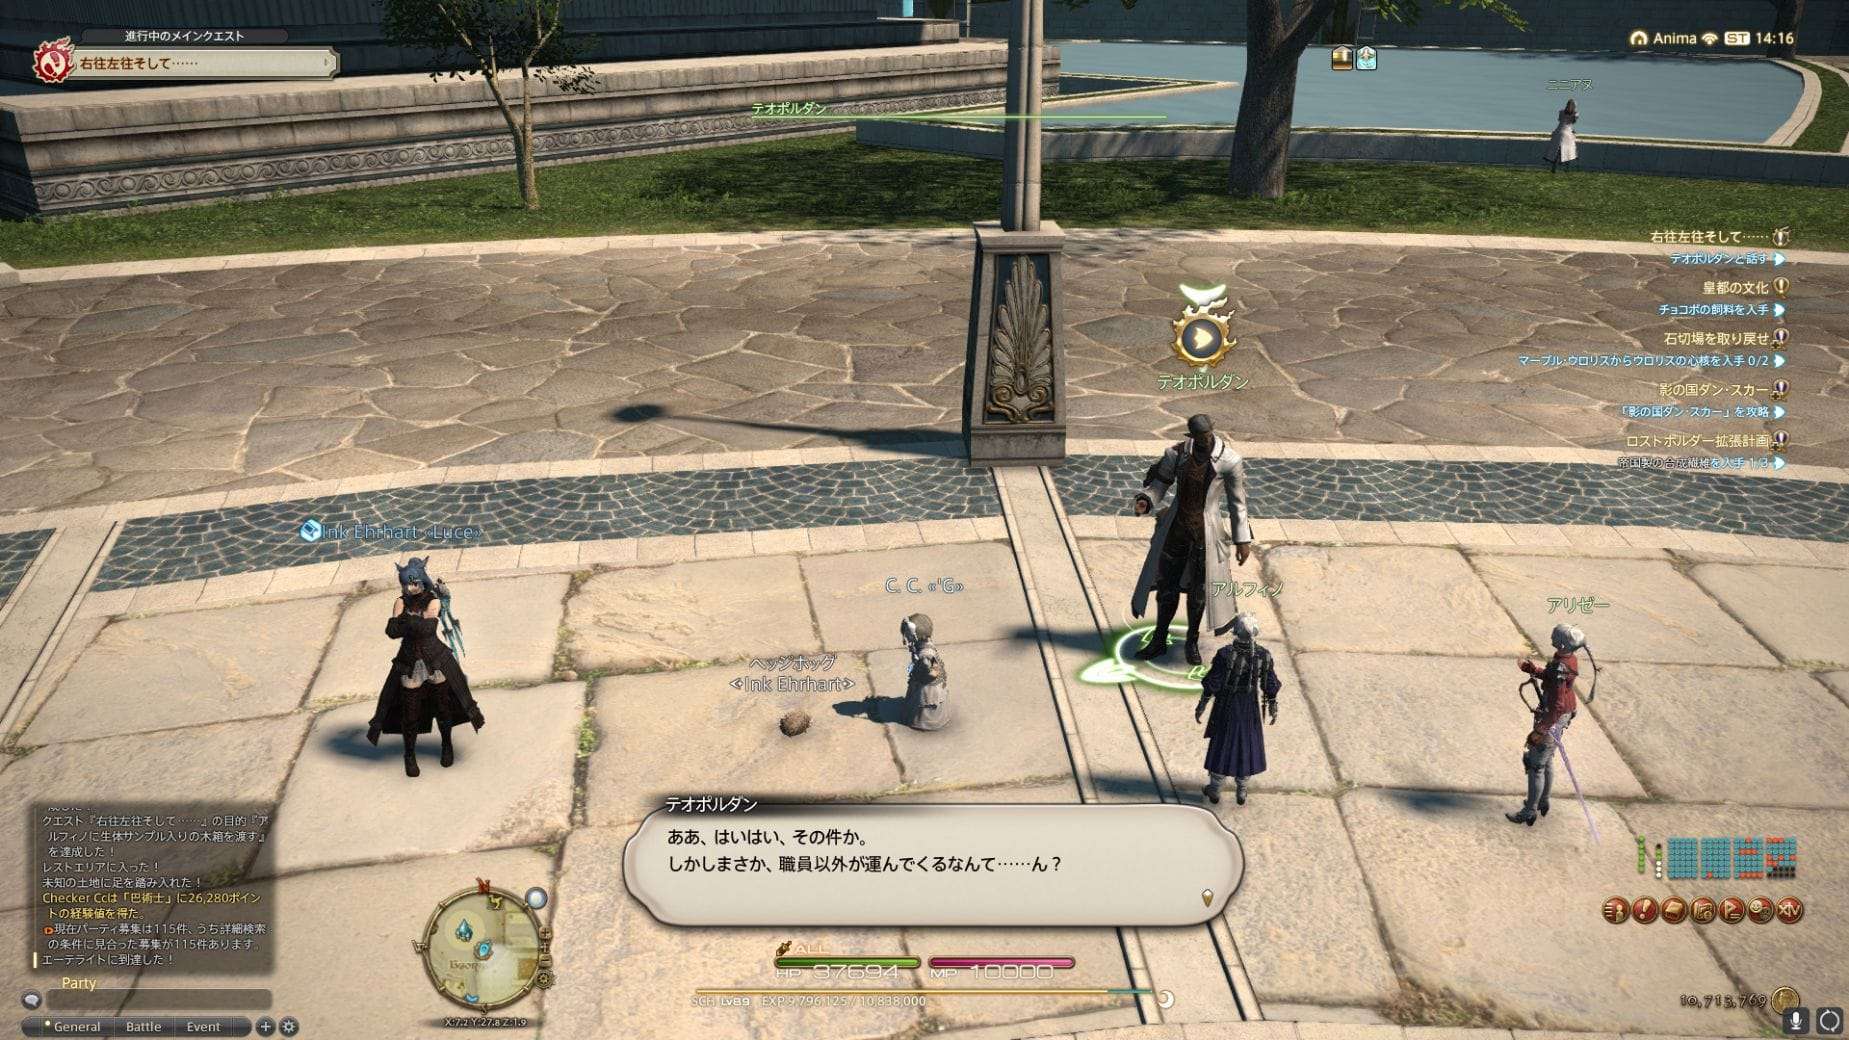 進行中のメインクエスト
右往左往そして……
Anima ST 14:16
テオポルダン
ニニアヌ
右往左往そして……
テオポルダンと話す
皇都の文化
チョコボの飼料を入手
石切場を取り戻せ
マーブル・ウロリスからウロリスの心核を入手 0/2
影の国ダン・スカー
「影の国ダン・スカー」を攻略
ロストボルダー拡張計画
帝国製の合成繊維を入手 1/3
テオポルダン
Ink Ehrhart «Luce»
C. C. «'G»
アルフィノ
アリゼー
ヘッジホッグ
<Ink Ehrhart>
テオポルダン
ああ、はいはい、その件か。
しかしまさか、職員以外が運んでくるなんて……ん？
クエスト『右往左往そして……』の目的『ア
ルフィノに生体サンプル入りの木箱を渡す』
を達成した！
レストエリアに入った！
未知の土地に足を踏み入れた！
Checker Ccは「巴術士」に26,280ポイン
トの経験値を得た。
現在パーティ募集は115件、うち詳細検索
の条件に見合った募集が115件あります。
エーテライトに到達した！
Party
General Battle Event
N
X:7.2 Y:27.8 Z:1.9
ALL
HP 37694 MP 10000
SCH Lv89 EXP 9,796,125 / 10,838,000
XIV
10,713,769